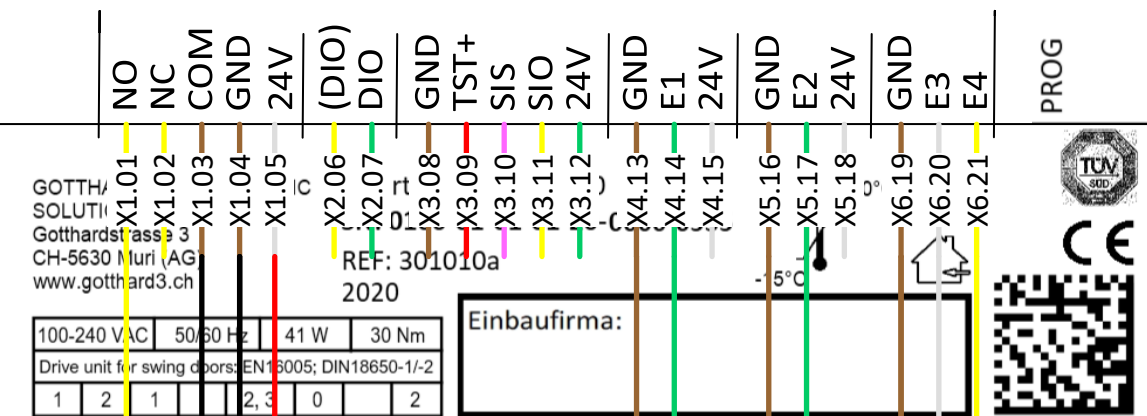 NO NC COM GND 24V (DIO) DIO GND TST+ SIS SIO 24V GND E1 24V GND E2 24V GND E3 E4 PROG
X1.01 X1.02 X1.03 X1.04 X1.05 X2.06 X2.07 X3.08 X3.09 X3.10 X3.11 X3.12 X4.13 X4.14 X4.15 X5.16 X5.17 X5.18 X6.19 X6.20 X6.21
TÜV
SÜD
Gotthardstrasse 3
CH-5630 Muri (AG)
www.gotthard3.ch
REF: 301010a
2020
-15°C
CE
Einbaufirma:
100-240 VAC 50/60 Hz 41 W 30 Nm
Drive unit for swing doors: EN16005; DIN18650-1/-2
1 2 1 2, 3 0 2